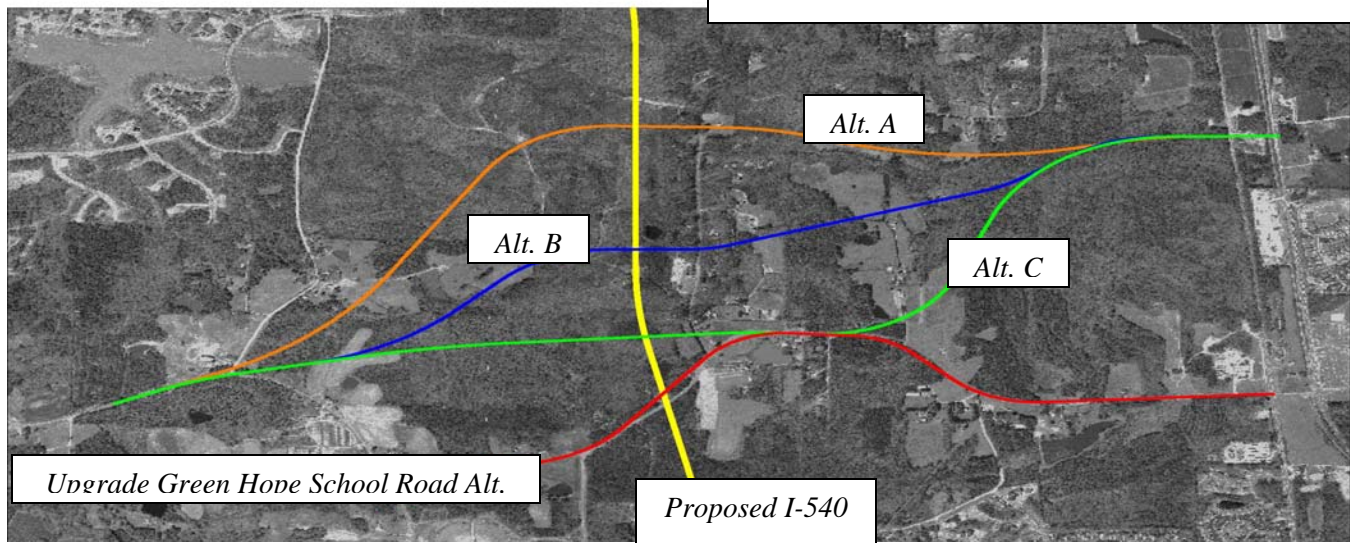 Alt. A
Alt. B
Alt. C
Upgrade Green Hope School Road Alt.
Proposed I-540